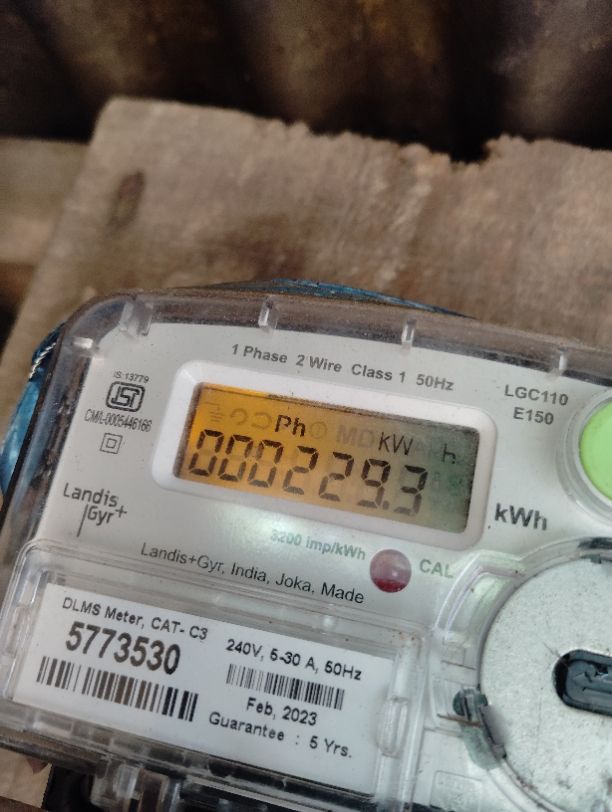 1 Phase 2 Wire Class 1 50Hz
LGC110
E150
IS:13779
CM/L-0005446166
Ph kW h
000229.3
kWh
Landis
Gyr+
3200 imp/kWh
CAL
Landis+Gyr, India, Joka, Made
DLMS Meter, CAT- C3
5773530
240V, 5-30 A, 50Hz
Feb, 2023
Guarantee : 5 Yrs.